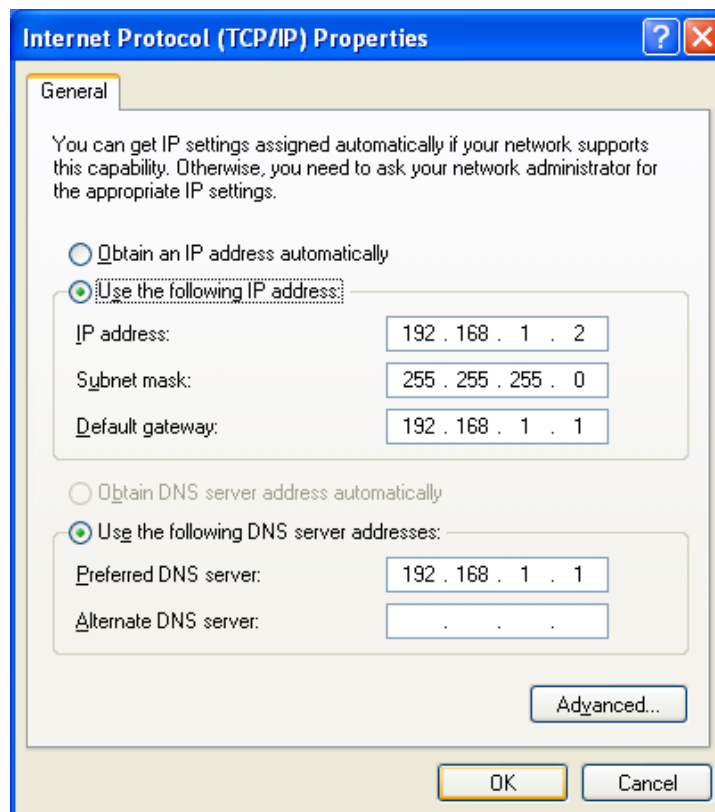 Internet Protocol (TCP/IP) Properties
?
General
You can get IP settings assigned automatically if your network supports
this capability. Otherwise, you need to ask your network administrator for
the appropriate IP settings.
Obtain an IP address automatically
Use the following IP address:
IP address: 192 . 168 . 1 . 2
Subnet mask: 255 . 255 . 255 . 0
Default gateway: 192 . 168 . 1 . 1
Obtain DNS server address automatically
Use the following DNS server addresses:
Preferred DNS server: 192 . 168 . 1 . 1
Alternate DNS server: . . .
Advanced...
OK Cancel